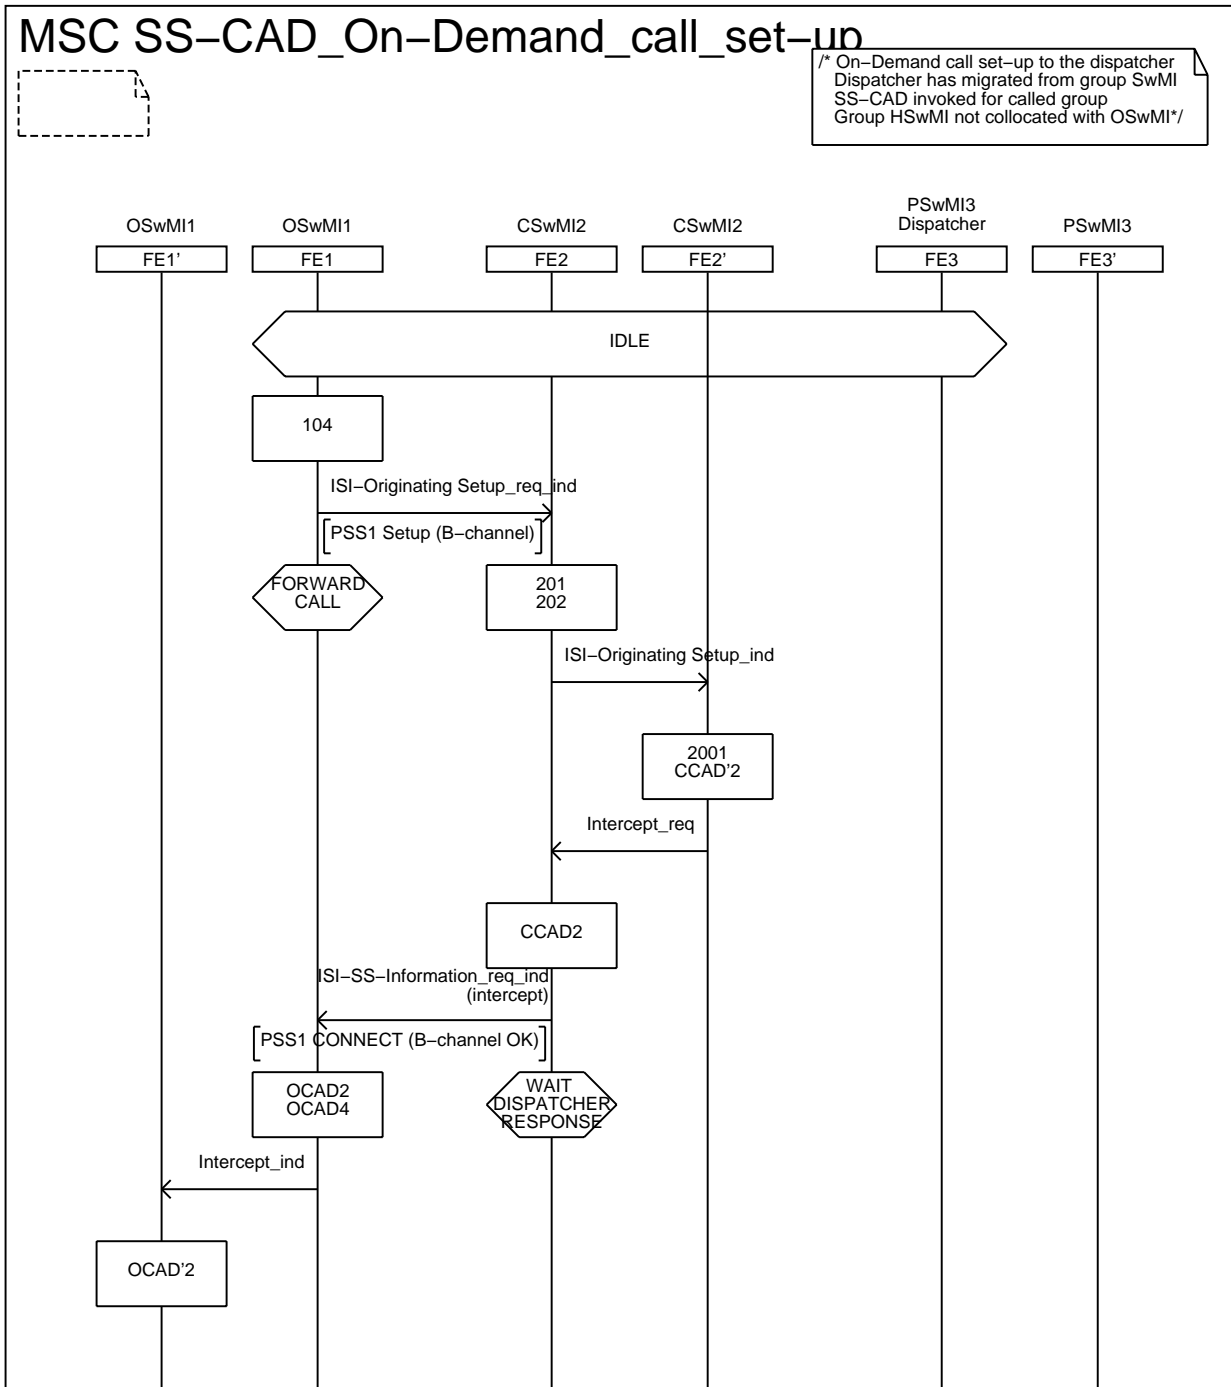 MSC SS−CAD_On−Demand_call_set−up
/* On−Demand call set−up to the dispatcher
Dispatcher has migrated from group SwMI
SS−CAD invoked for called group
Group HSwMI not collocated with OSwMI*/
OSwMI1
OSwMI1
CSwMI2
CSwMI2
PSwMI3
Dispatcher
PSwMI3
FE1'
FE1
FE2
FE2'
FE3
FE3'
IDLE
104
ISI−Originating Setup_req_ind
PSS1 Setup (B−channel)
FORWARD
CALL
201
202
ISI−Originating Setup_ind
2001
CCAD'2
Intercept_req
CCAD2
ISI−SS−Information_req_ind
(intercept)
PSS1 CONNECT (B−channel OK)
OCAD2
OCAD4
WAIT
DISPATCHER
RESPONSE
Intercept_ind
OCAD'2